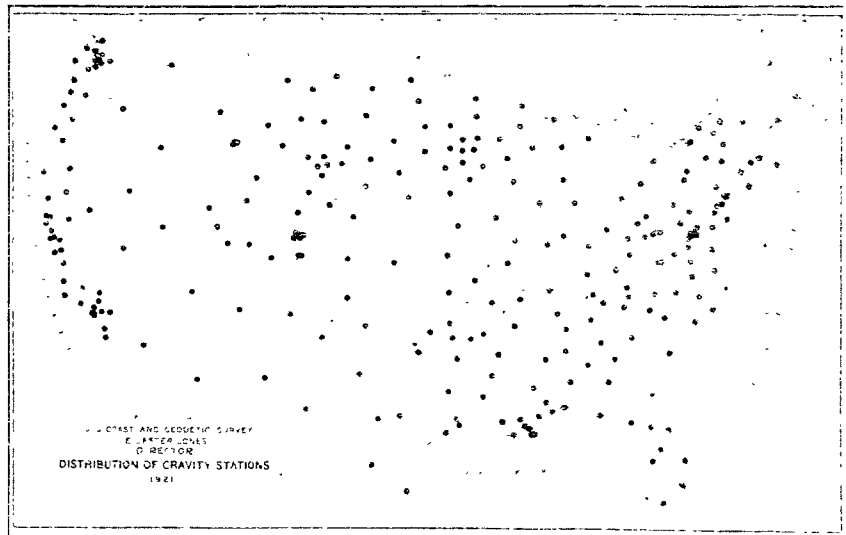 COAST AND GEODETIC SURVEY
E. LESTER JONES
DIRECTOR
DISTRIBUTION OF GRAVITY STATIONS
1921